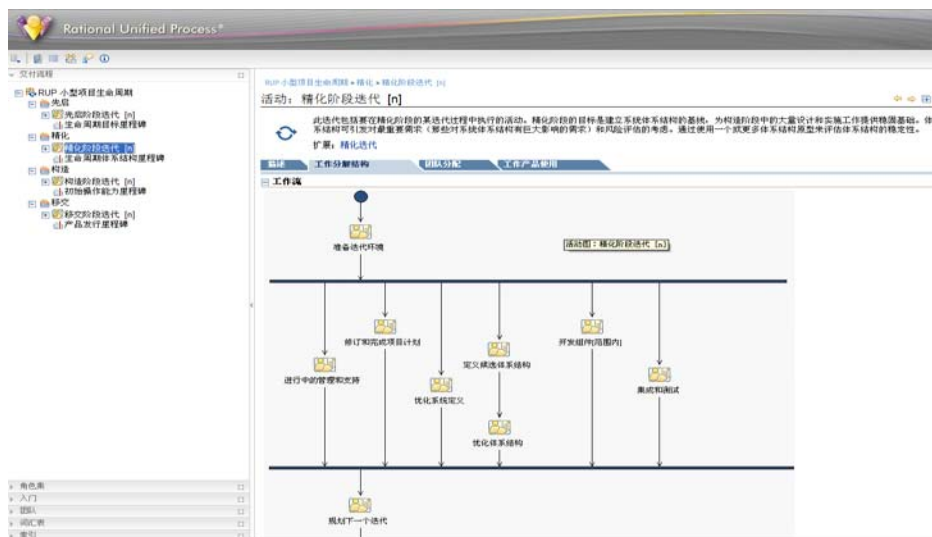 Rational Unified Process®
交付流程
RUP 小型项目生命周期
先启
先启阶段迭代 [n]
生命周期目标里程碑
精化
精化阶段迭代 [n]
生命周期体系结构里程碑
构造
构造阶段迭代 [n]
初始操作能力里程碑
移交
移交阶段迭代 [n]
产品发行里程碑
角色集
入门
团队
词汇表
索引
RUP 小型项目生命周期 » 精化 » 精化阶段迭代 [n]
活动: 精化阶段迭代 [n]
此迭代包括要在精化阶段的某迭代过程中执行的活动。精化阶段的目标是建立系统体系结构的基线，为构造阶段中的大量设计和实施工作提供稳固基础。体
系结构可引发对最重要需求（那些对系统体系结构有巨大影响的需求）和风险评估的考虑。通过使用一个或更多体系结构原型来评估体系结构的稳定性。
扩展: 精化迭代
描述 工作分解结构 团队分配 工作产品使用
工作流
准备迭代环境
活动图：精化阶段迭代 [n]
修订和完成项目计划
开发组件[范围内]
定义候选体系结构
进行中的管理和支持
集成和测试
优化系统定义
优化体系结构
规划下一个迭代